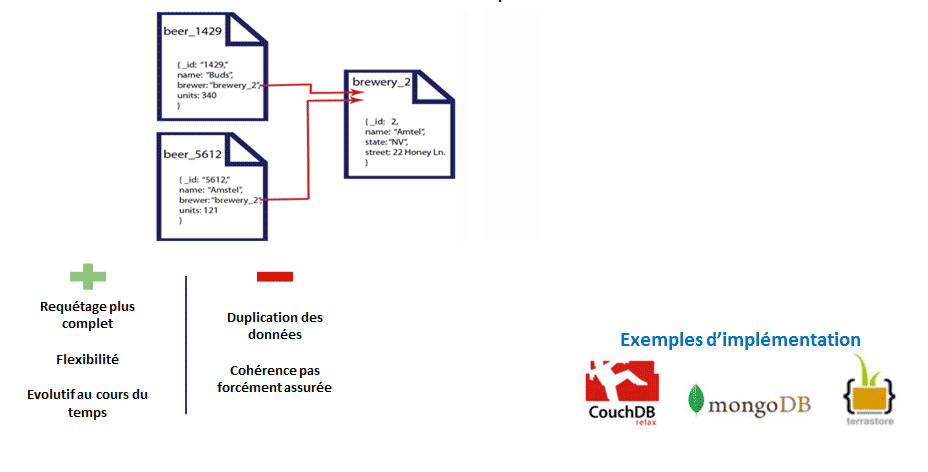 beer_1429
{ _id: "1429,"
name: "Buds",
brewer: "brewery_2",
units: 340
}
beer_5612
{ _id: "5612,"
name: "Amstel",
brewer: "brewery_2",
units: 121
}
brewery_2
{ _id: 2,
name: "Amtel",
state: "NV",
street: 22 Honey Ln.
}
Requêtage plus
complet
Flexibilité
Evolutif au cours du
temps
Duplication des
données
Cohérence pas
forcément assurée
Exemples d'implémentation
CouchDB
relax
mongoDB
terrastore